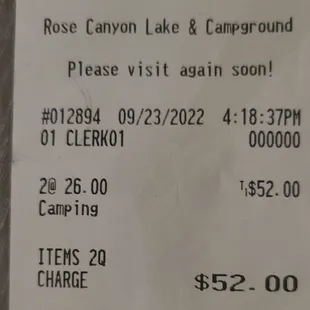 Rose Canyon Lake & Campground
Please visit again soon!
#012894 09/23/2022 4:18:37PM
01 CLERK01 000000
2@ 26.00 T1$52.00
Camping
ITEMS 2Q
CHARGE $52.00